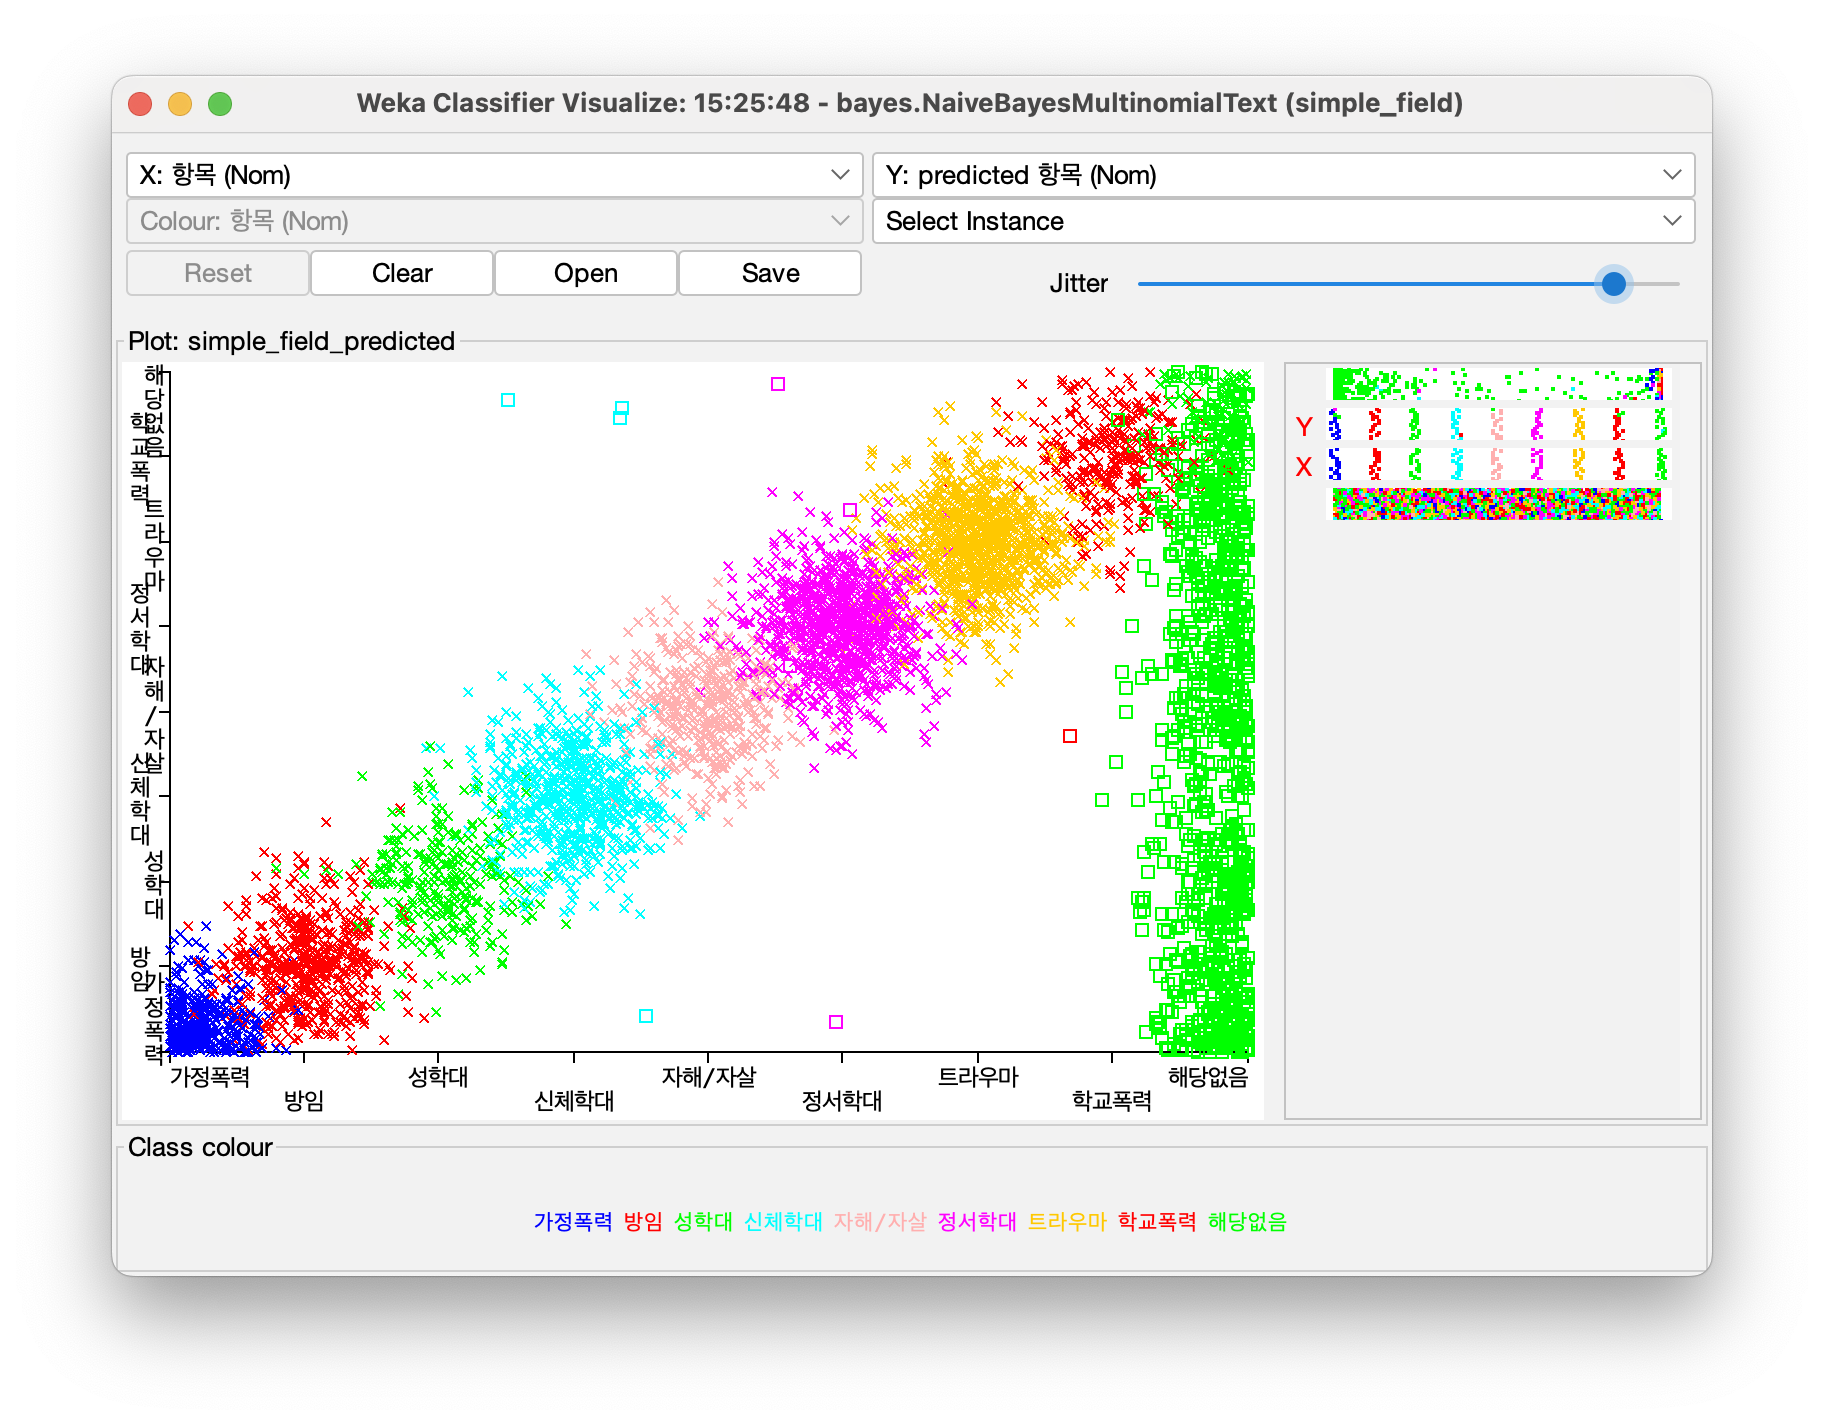 Weka Classifier Visualize: 15:25:48 - bayes.NaiveBayesMultinomialText (simple_field)
X: 항목 (Nom)
Y: predicted 항목 (Nom)
Colour: 항목 (Nom)
Select Instance
Reset
Clear
Open
Save
Jitter
Plot: simple_field_predicted
해당없음
학교폭력
트라우마
정서학대
자해/자살
신체학대
성학대
방임
가정폭력
Y
X
가정폭력
방임
성학대
신체학대
자해/자살
정서학대
트라우마
학교폭력
해당없음
Class colour
가정폭력 방임 성학대 신체학대 자해/자살 정서학대 트라우마 학교폭력 해당없음